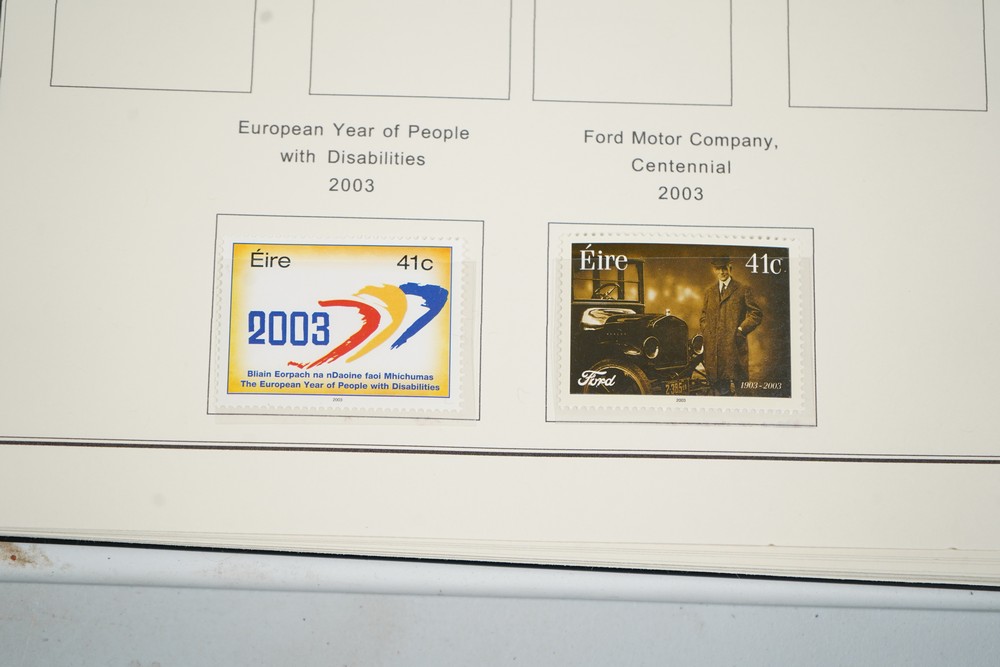 European Year of People
with Disabilities
2003
Éire 41c
2003
Bliain Eorpach na nDaoine faoi Mhíchumas
The European Year of People with Disabilities
2003
Ford Motor Company,
Centennial
2003
Éire 41c
Ford 1903 - 2003
2003